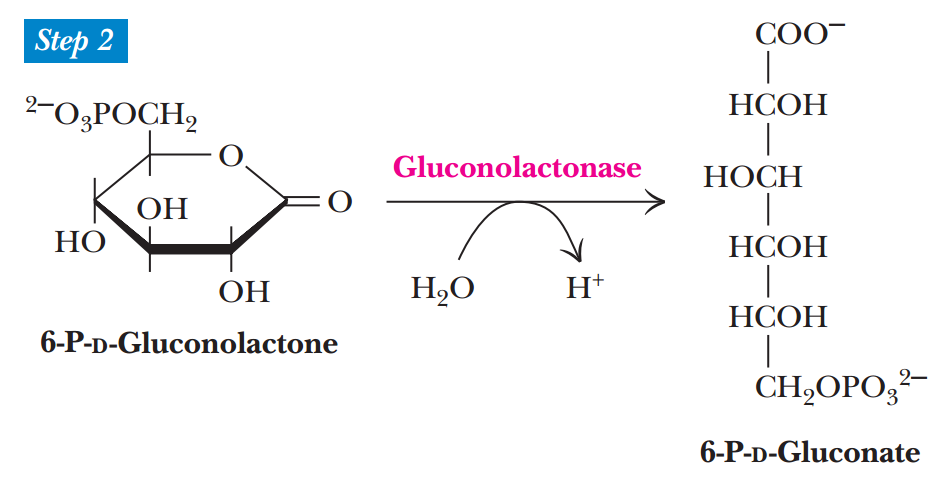 Step 2
²⁻O₃POCH₂
O
O
OH
HO
OH
6-P-D-Gluconolactone
Gluconolactonase
H₂O
H⁺
COO⁻
HCOH
HOCH
HCOH
HCOH
CH₂OPO₃²⁻
6-P-D-Gluconate